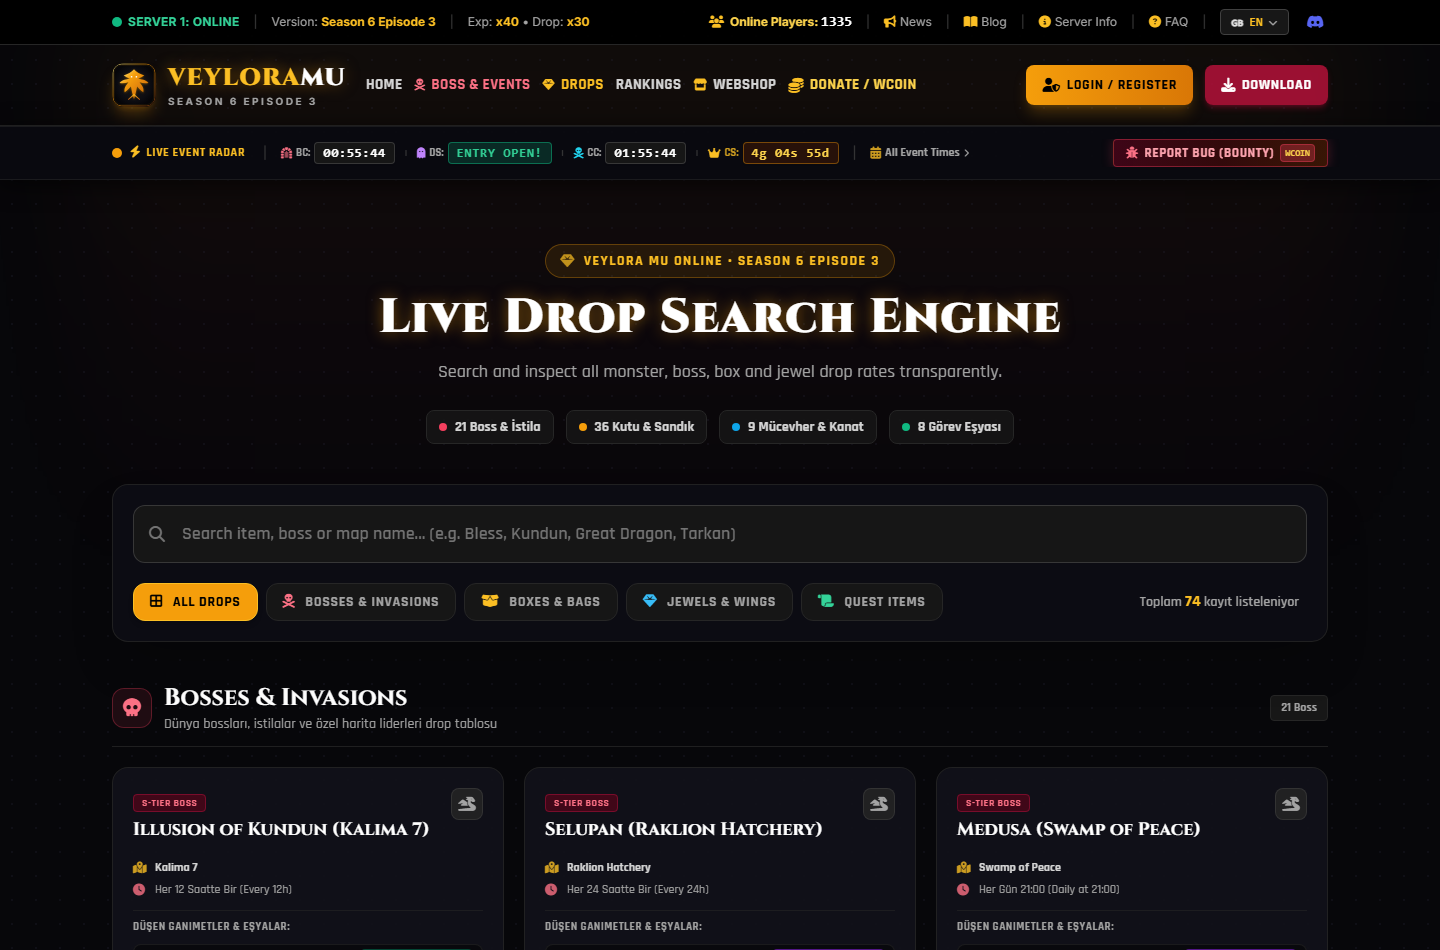 SERVER 1: ONLINE Version: Season 6 Episode 3 Exp: x40 • Drop: x30 Online Players: 1335 News Blog Server Info FAQ GB EN
VEYLORAMU
SEASON 6 EPISODE 3
HOME BOSS & EVENTS DROPS RANKINGS WEBSHOP DONATE / WCOIN LOGIN / REGISTER DOWNLOAD
LIVE EVENT RADAR BC: 00:55:44 DS: ENTRY OPEN! CC: 01:55:44 CS: 4g 04s 55d All Event Times REPORT BUG (BOUNTY) WCOIN
VEYLORA MU ONLINE • SEASON 6 EPISODE 3
LIVE DROP SEARCH ENGINE
Search and inspect all monster, boss, box and jewel drop rates transparently.
21 Boss & İstila 36 Kutu & Sandık 9 Mücevher & Kanat 8 Görev Eşyası
Search item, boss or map name... (e.g. Bless, Kundun, Great Dragon, Tarkan)
ALL DROPS BOSSES & INVASIONS BOXES & BAGS JEWELS & WINGS QUEST ITEMS Toplam 74 kayıt listeleniyor
BOSSES & INVASIONS
Dünya bossları, istilalar ve özel harita liderleri drop tablosu
21 Boss
S-TIER BOSS
ILLUSION OF KUNDUN (KALIMA 7)
Kalima 7
Her 12 Saatte Bir (Every 12h)
DÜŞEN GANIMETLER & EŞYALAR:
S-TIER BOSS
SELUPAN (RAKLION HATCHERY)
Raklion Hatchery
Her 24 Saatte Bir (Every 24h)
DÜŞEN GANIMETLER & EŞYALAR:
S-TIER BOSS
MEDUSA (SWAMP OF PEACE)
Swamp of Peace
Her Gün 21:00 (Daily at 21:00)
DÜŞEN GANIMETLER & EŞYALAR: